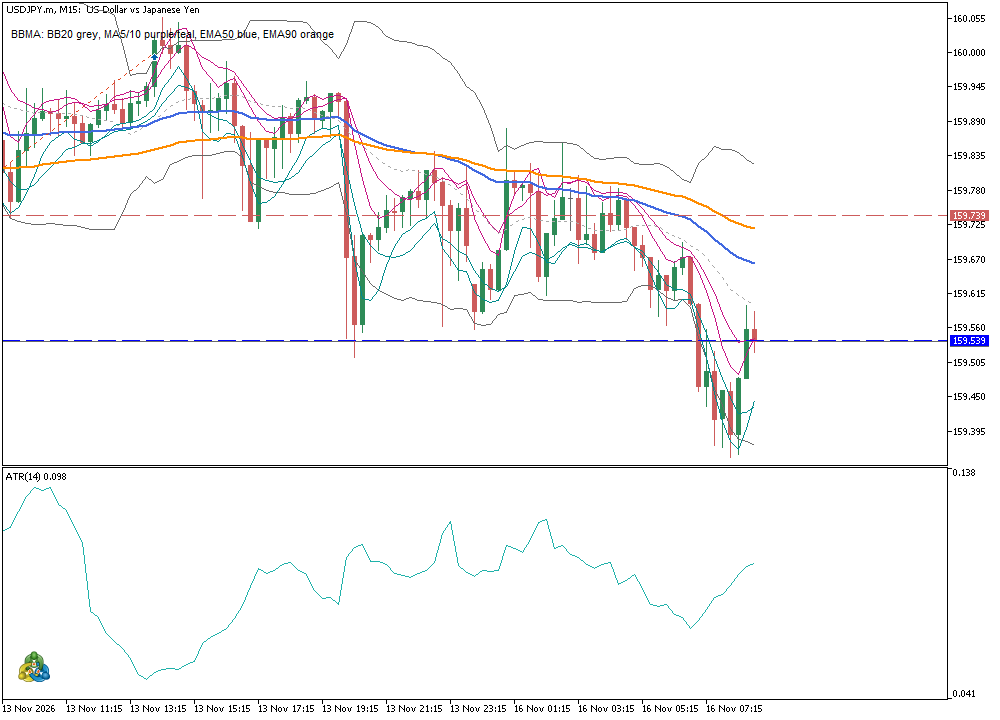 USDJPY.m, M15: US Dollar vs Japanese Yen
BBMA: BB20 grey, MA5/10 purple/teal, EMA50 blue, EMA90 orange
160.055
160.000
159.945
159.890
159.835
159.780
159.739
159.725
159.670
159.615
159.560
159.539
159.505
159.450
159.395
ATR(14) 0.098
0.138
0.041
13 Nov 2026
13 Nov 11:15
13 Nov 13:15
13 Nov 15:15
13 Nov 17:15
13 Nov 19:15
13 Nov 21:15
13 Nov 23:15
16 Nov 01:15
16 Nov 03:15
16 Nov 05:15
16 Nov 07:15